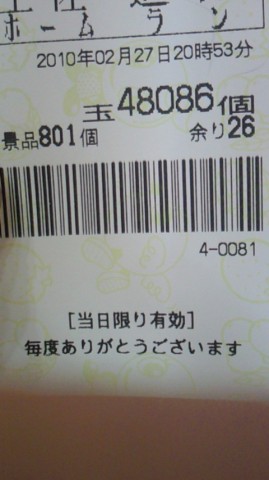 ホームラン
2010年02月27日20時53分
玉48086個
景品801個 余り26
4-0081
[当日限り有効]
毎度ありがとうございます